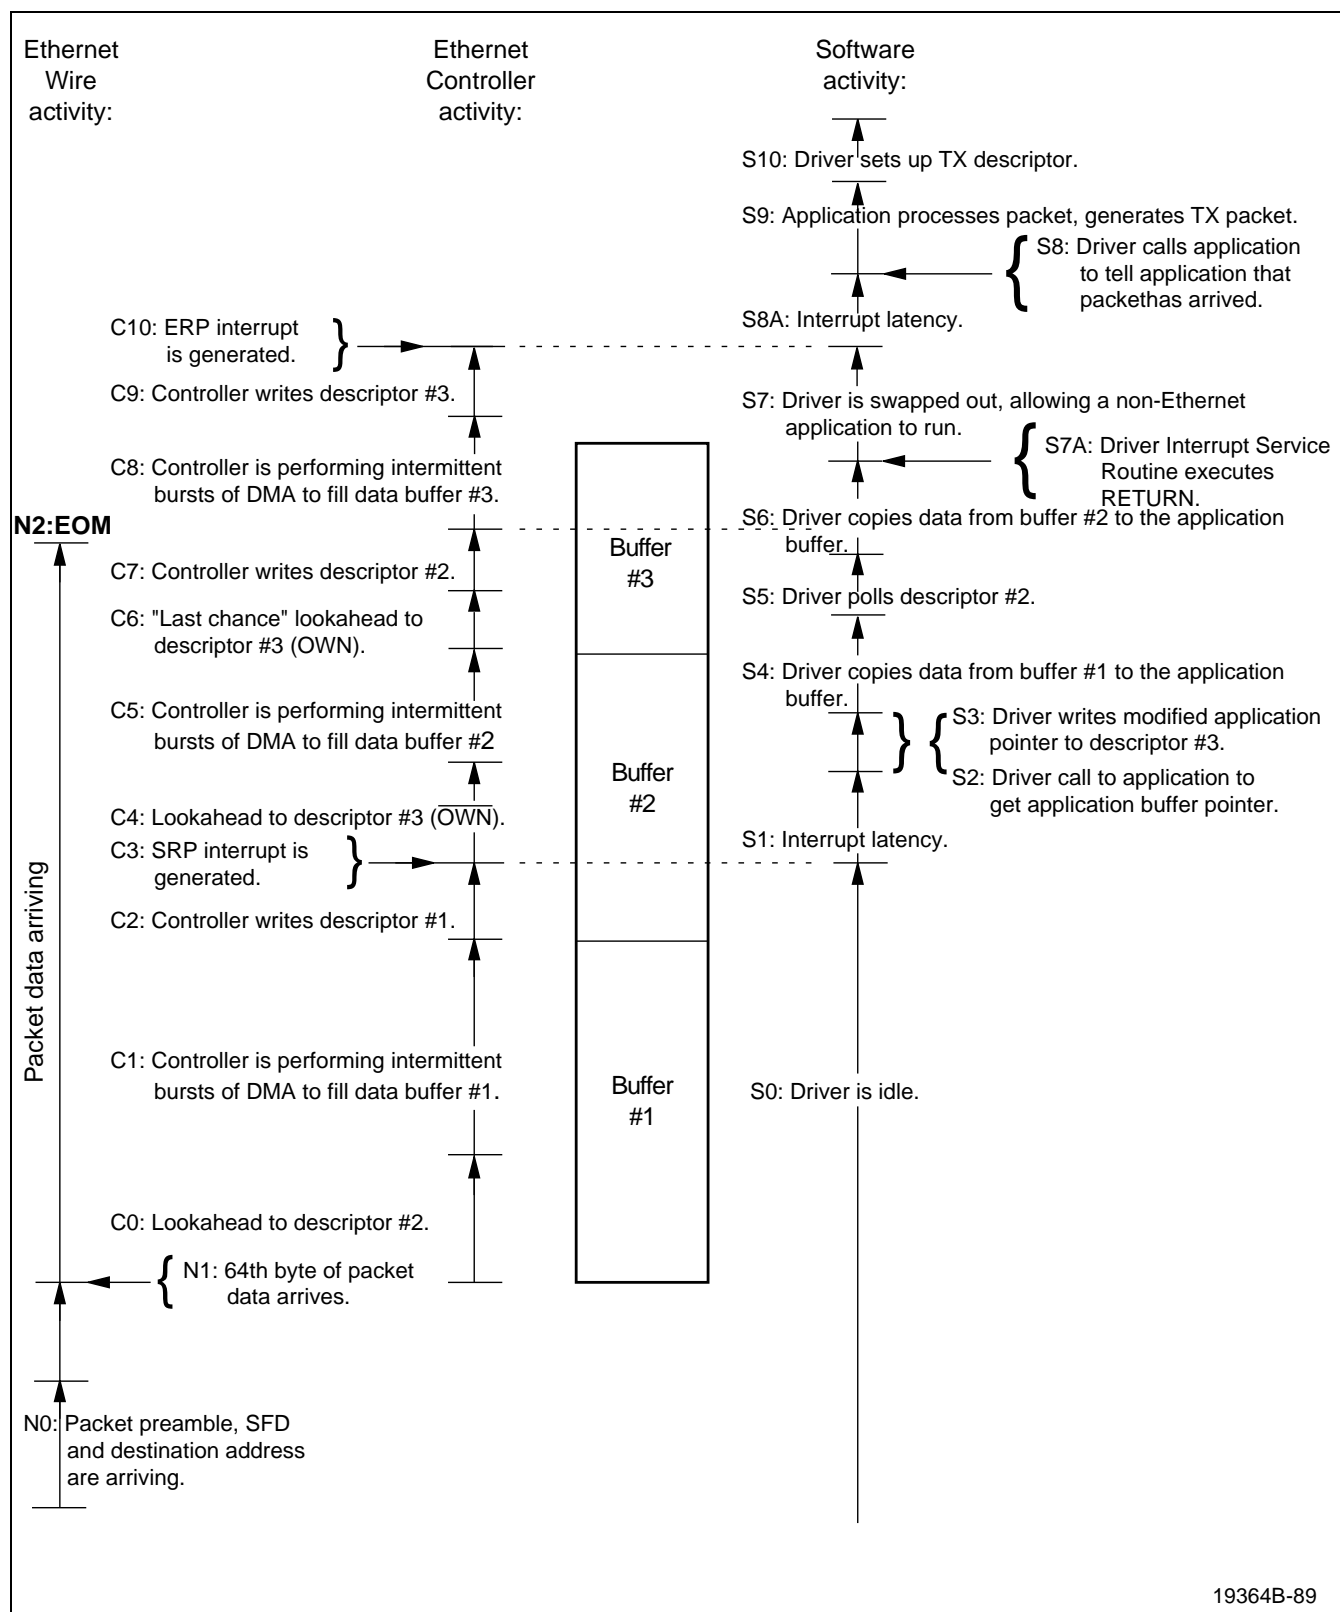 Ethernet
Wire
activity:
Ethernet
Controller
activity:
Software
activity:
S10: Driver sets up TX descriptor.
S9: Application processes packet, generates TX packet.
S8: Driver calls application
to tell application that
packethas arrived.
S8A: Interrupt latency.
C10: ERP interrupt
is generated.
C9: Controller writes descriptor #3.
S7: Driver is swapped out, allowing a non-Ethernet
application to run.
S7A: Driver Interrupt Service
Routine executes
RETURN.
C8: Controller is performing intermittent
bursts of DMA to fill data buffer #3.
N2:EOM
S6: Driver copies data from buffer #2 to the application
buffer.
Buffer
#3
C7: Controller writes descriptor #2.
S5: Driver polls descriptor #2.
C6: "Last chance" lookahead to
descriptor #3 (OWN).
S4: Driver copies data from buffer #1 to the application
buffer.
C5: Controller is performing intermittent
bursts of DMA to fill data buffer #2
S3: Driver writes modified application
pointer to descriptor #3.
S2: Driver call to application to
get application buffer pointer.
Buffer
#2
C4: Lookahead to descriptor #3 (O̅W̅N̅).
S1: Interrupt latency.
C3: SRP interrupt is
generated.
C2: Controller writes descriptor #1.
Packet data arriving
C1: Controller is performing intermittent
bursts of DMA to fill data buffer #1.
Buffer
#1
S0: Driver is idle.
C0: Lookahead to descriptor #2.
N1: 64th byte of packet
data arrives.
N0: Packet preamble, SFD
and destination address
are arriving.
19364B-89